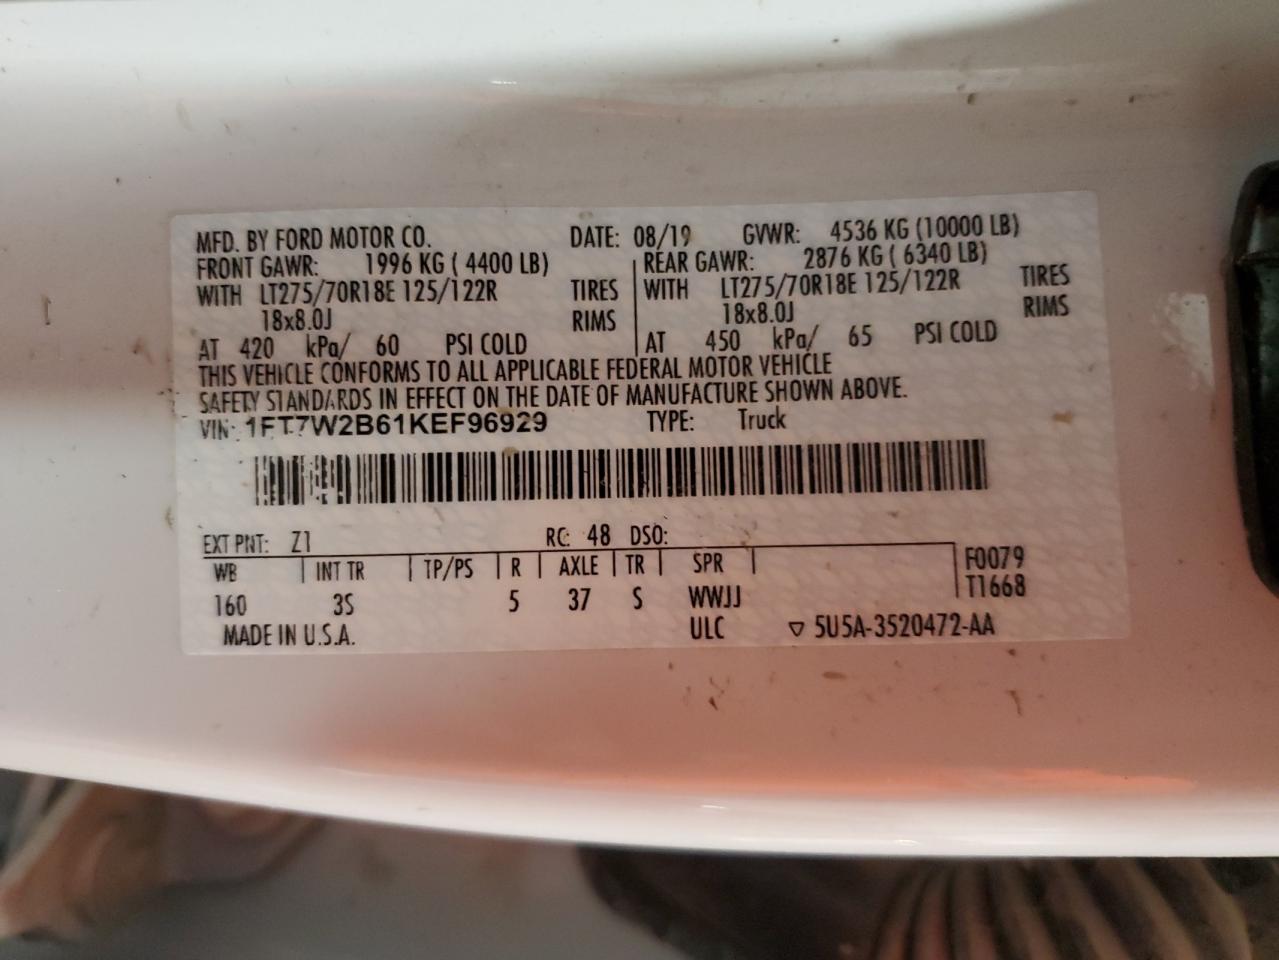 MFD. BY FORD MOTOR CO. DATE: 08/19 GVWR: 4536 KG (10000 LB)
FRONT GAWR: 1996 KG ( 4400 LB) REAR GAWR: 2876 KG ( 6340 LB)
WITH LT275/70R18E 125/122R TIRES WITH LT275/70R18E 125/122R TIRES
18x8.0J RIMS 18x8.0J RIMS
AT 420 kPa/ 60 PSI COLD AT 450 kPa/ 65 PSI COLD
THIS VEHICLE CONFORMS TO ALL APPLICABLE FEDERAL MOTOR VEHICLE
SAFETY STANDARDS IN EFFECT ON THE DATE OF MANUFACTURE SHOWN ABOVE.
VIN: 1FT7W2B61KEF96929 TYPE: Truck
EXT PNT: Z1 RC: 48 DSO:
WB INT TR TP/PS R AXLE TR SPR F0079
160 3S 5 37 S WWJJ T1668
MADE IN U.S.A. ULC ▽ 5U5A-3520472-AA